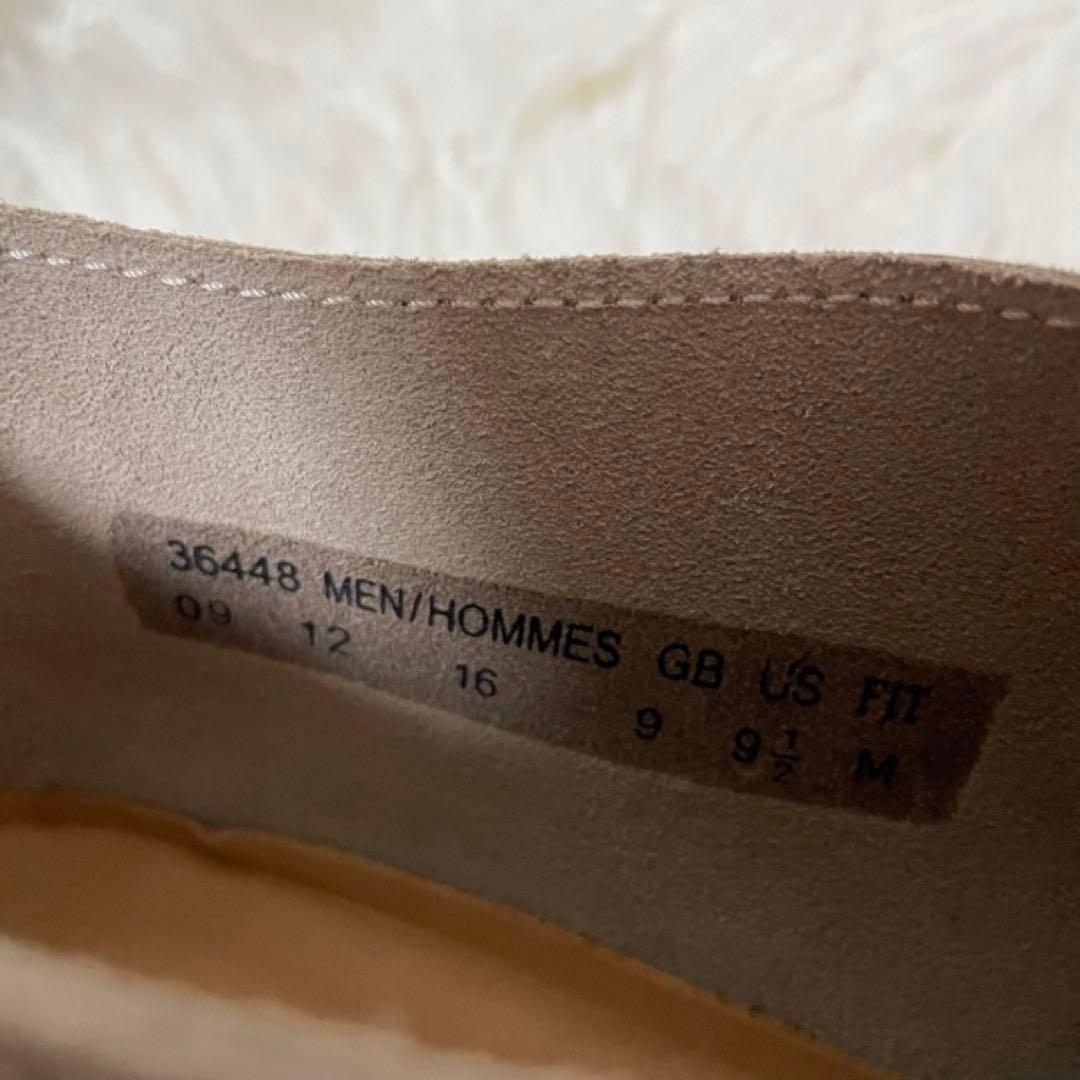 36448 MEN/HOMMES GB US FIT
09 12 16 9 9½ M